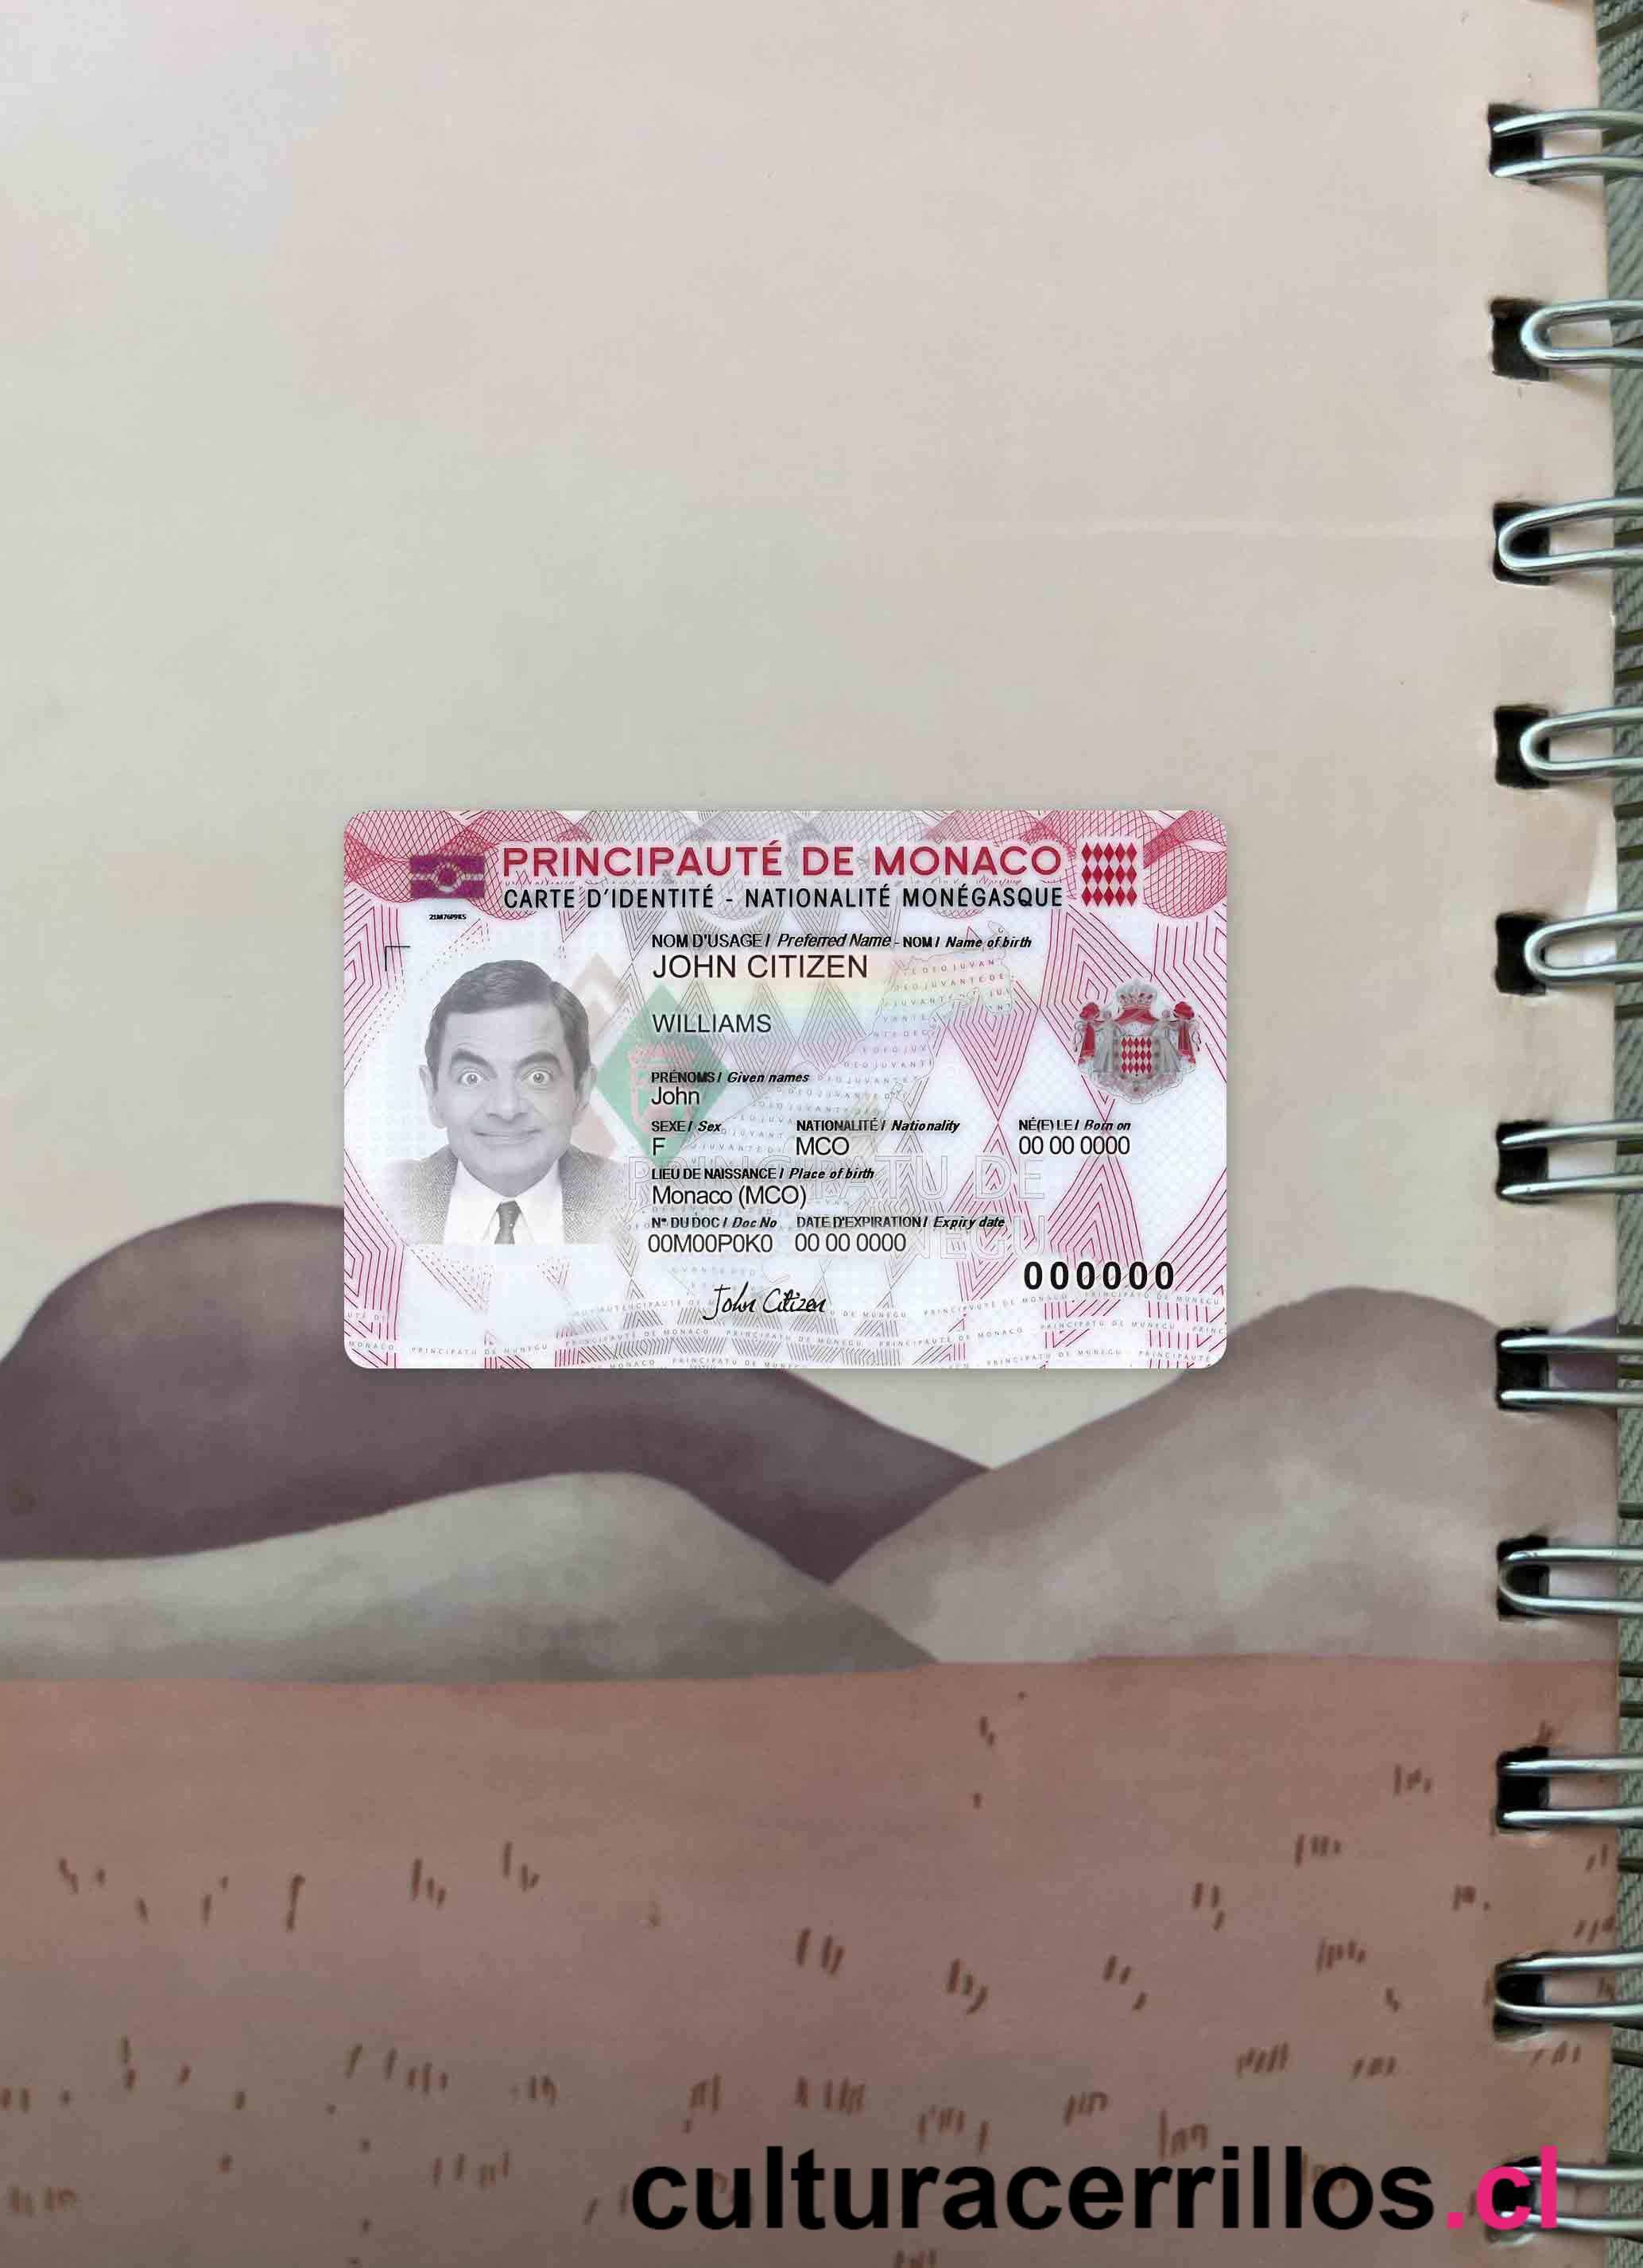 PRINCIPAUTÉ DE MONACO
CARTE D'IDENTITÉ - NATIONALITÉ MONÉGASQUE
21M76P9KS
NOM D'USAGE / Preferred Name - NOM / Name of birth
JOHN CITIZEN
WILLIAMS
PRÉNOMS / Given names
John
SEXE / Sex NATIONALITÉ / Nationality NÉ(E) LE / Born on
F MCO 00 00 0000
LIEU DE NAISSANCE / Place of birth
PRINCIPATU DE
Monaco (MCO)
N° DU DOC / Doc No DATE D'EXPIRATION / Expiry date
00M00P0K0 00 00 0000
000000
John Citizen
PRINCIPATU DE MUNEGU PRINCIPAUTÉ DE MONACO PRINCIPATU DE MUNEGU PRINCIPAUTÉ DE MONACO PRINCIPATU DE MUNEGU
culturacerrillos.cl